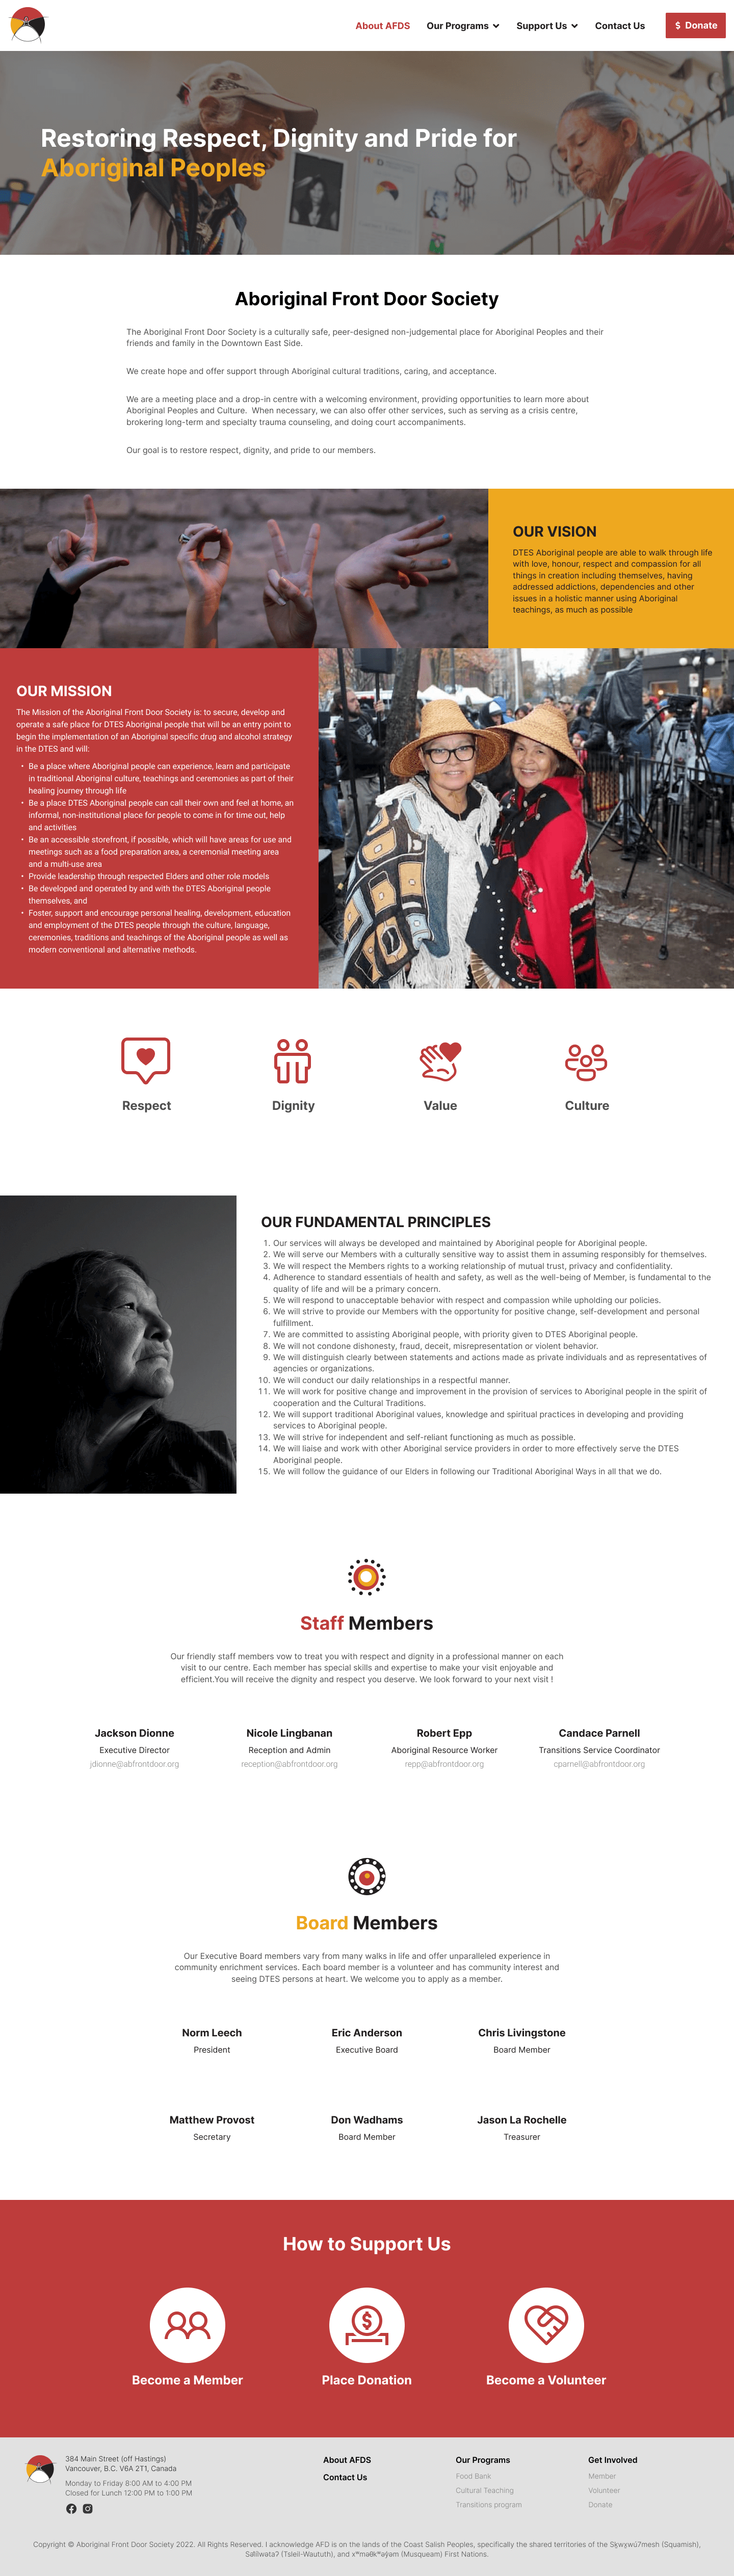 About AFDS Our Programs Support Us Contact Us $ Donate
Restoring Respect, Dignity and Pride for
Aboriginal Peoples
Aboriginal Front Door Society
The Aboriginal Front Door Society is a culturally safe, peer-designed non-judgemental place for Aboriginal Peoples and their
friends and family in the Downtown East Side.
We create hope and offer support through Aboriginal cultural traditions, caring, and acceptance.
We are a meeting place and a drop-in centre with a welcoming environment, providing opportunities to learn more about
Aboriginal Peoples and Culture. When necessary, we can also offer other services, such as serving as a crisis centre,
brokering long-term and specialty trauma counseling, and doing court accompaniments.
Our goal is to restore respect, dignity, and pride to our members.
OUR VISION
DTES Aboriginal people are able to walk through life
with love, honour, respect and compassion for all
things in creation including themselves, having
addressed addictions, dependencies and other
issues in a holistic manner using Aboriginal
teachings, as much as possible
OUR MISSION
The Mission of the Aboriginal Front Door Society is: to secure, develop and
operate a safe place for DTES Aboriginal people that will be an entry point to
begin the implementation of an Aboriginal specific drug and alcohol strategy
in the DTES and will:
• Be a place where Aboriginal people can experience, learn and participate
in traditional Aboriginal culture, teachings and ceremonies as part of their
healing journey through life
• Be a place DTES Aboriginal people can call their own and feel at home, an
informal, non-institutional place for people to come in for time out, help
and activities
• Be an accessible storefront, if possible, which will have areas for use and
meetings such as a food preparation area, a ceremonial meeting area
and a multi-use area
• Provide leadership through respected Elders and other role models
• Be developed and operated by and with the DTES Aboriginal people
themselves, and
• Foster, support and encourage personal healing, development, education
and employment of the DTES people through the culture, language,
ceremonies, traditions and teachings of the Aboriginal people as well as
modern conventional and alternative methods.
Respect Dignity Value Culture
OUR FUNDAMENTAL PRINCIPLES
1. Our services will always be developed and maintained by Aboriginal people for Aboriginal people.
2. We will serve our Members with a culturally sensitive way to assist them in assuming responsibly for themselves.
3. We will respect the Members rights to a working relationship of mutual trust, privacy and confidentiality.
4. Adherence to standard essentials of health and safety, as well as the well-being of Member, is fundamental to the
quality of life and will be a primary concern.
5. We will respond to unacceptable behavior with respect and compassion while upholding our policies.
6. We will strive to provide our Members with the opportunity for positive change, self-development and personal
fulfillment.
7. We are committed to assisting Aboriginal people, with priority given to DTES Aboriginal people.
8. We will not condone dishonesty, fraud, deceit, misrepresentation or violent behavior.
9. We will distinguish clearly between statements and actions made as private individuals and as representatives of
agencies or organizations.
10. We will conduct our daily relationships in a respectful manner.
11. We will work for positive change and improvement in the provision of services to Aboriginal people in the spirit of
cooperation and the Cultural Traditions.
12. We will support traditional Aboriginal values, knowledge and spiritual practices in developing and providing
services to Aboriginal people.
13. We will strive for independent and self-reliant functioning as much as possible.
14. We will liaise and work with other Aboriginal service providers in order to more effectively serve the DTES
Aboriginal people.
15. We will follow the guidance of our Elders in following our Traditional Aboriginal Ways in all that we do.
Staff Members
Our friendly staff members vow to treat you with respect and dignity in a professional manner on each
visit to our centre. Each member has special skills and expertise to make your visit enjoyable and
efficient.You will receive the dignity and respect you deserve. We look forward to your next visit !
Jackson Dionne Nicole Lingbanan Robert Epp Candace Parnell
Executive Director Reception and Admin Aboriginal Resource Worker Transitions Service Coordinator
jdionne@abfrontdoor.org reception@abfrontdoor.org repp@abfrontdoor.org cparnell@abfrontdoor.org
Board Members
Our Executive Board members vary from many walks in life and offer unparalleled experience in
community enrichment services. Each board member is a volunteer and has community interest and
seeing DTES persons at heart. We welcome you to apply as a member.
Norm Leech Eric Anderson Chris Livingstone
President Executive Board Board Member
Matthew Provost Don Wadhams Jason La Rochelle
Secretary Board Member Treasurer
How to Support Us
Become a Member Place Donation Become a Volunteer
384 Main Street (off Hastings)
Vancouver, B.C. V6A 2T1, Canada
Monday to Friday 8:00 AM to 4:00 PM
Closed for Lunch 12:00 PM to 1:00 PM
About AFDS
Contact Us
Our Programs
Food Bank
Cultural Teaching
Transitions program
Get Involved
Member
Volunteer
Donate
Copyright © Aboriginal Front Door Society 2022. All Rights Reserved. I acknowledge AFD is on the lands of the Coast Salish Peoples, specifically the shared territories of the Sḵwx̱wú7mesh (Squamish),
(Tsleil-Waututh), and xʷməθkʷəy̓əm (Musqueam) First Nations.